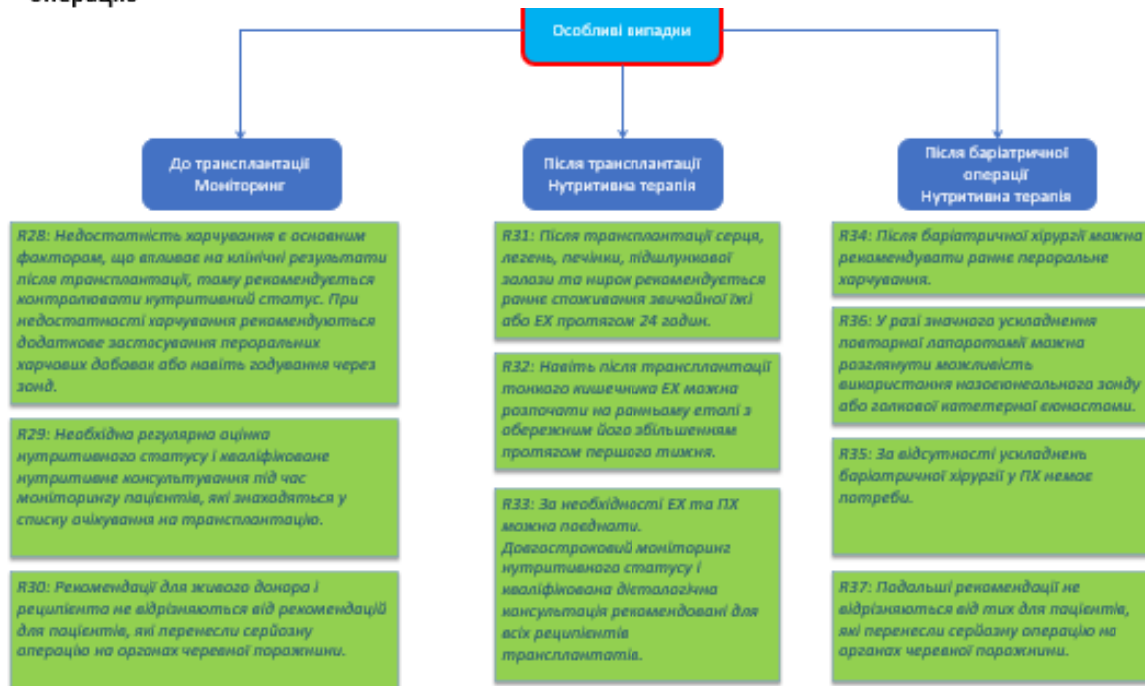 Особливі випадки
До трансплантації
Моніторинг
R28: Недостатність харчування є основним
фактором, що впливає на клінічні результати
після трансплантації, тому рекомендується
контролювати нутритивний статус. При
недостатності харчування рекомендуються
додаткове застосування пероральних
харчових добавок або навіть годування через
зонд.
R29: Необхідна регулярна оцінка
нутритивного статусу і кваліфіковане
нутритивне консультування під час
моніторингу пацієнтів, які знаходяться у
списку очікування на трансплантацію.
R30: Рекомендації для живого донора і
реципієнта не відрізняються від рекомендацій
для пацієнтів, які перенесли серйозну
операцію на органах черевної порожнини.
Після трансплантації
Нутритивна терапія
R31: Після трансплантації серця,
легень, печінки, підшлункової
залози та нирок рекомендується
раннє споживання звичайної їжі
або ЕХ протягом 24 годин.
R32: Навіть після трансплантації
тонкого кишечника ЕХ можна
розпочати на ранньому етапі з
обережним його збільшенням
протягом першого тижня.
R33: За необхідності ЕХ та ПХ
можна поєднати.
Довгостроковий моніторинг
нутритивного статусу і
кваліфікована дієтологічна
консультація рекомендовані для
всіх реципієнтів
трансплантатів.
Після баріатричної
операції
Нутритивна терапія
R34: Після баріатричної хірургії можна
рекомендувати раннє пероральне
харчування.
R36: У разі значного ускладнення
повторної лапаротомії можна
розглянути можливість
використання назоєюнеального зонду
або голкової катетерної єюностоми.
R35: За відсутності ускладнень
баріатричної хірургії у ПХ немає
потреби.
R37: Подальші рекомендації не
відрізняються від тих для пацієнтів,
які перенесли серйозну операцію на
органах черевної порожнини.